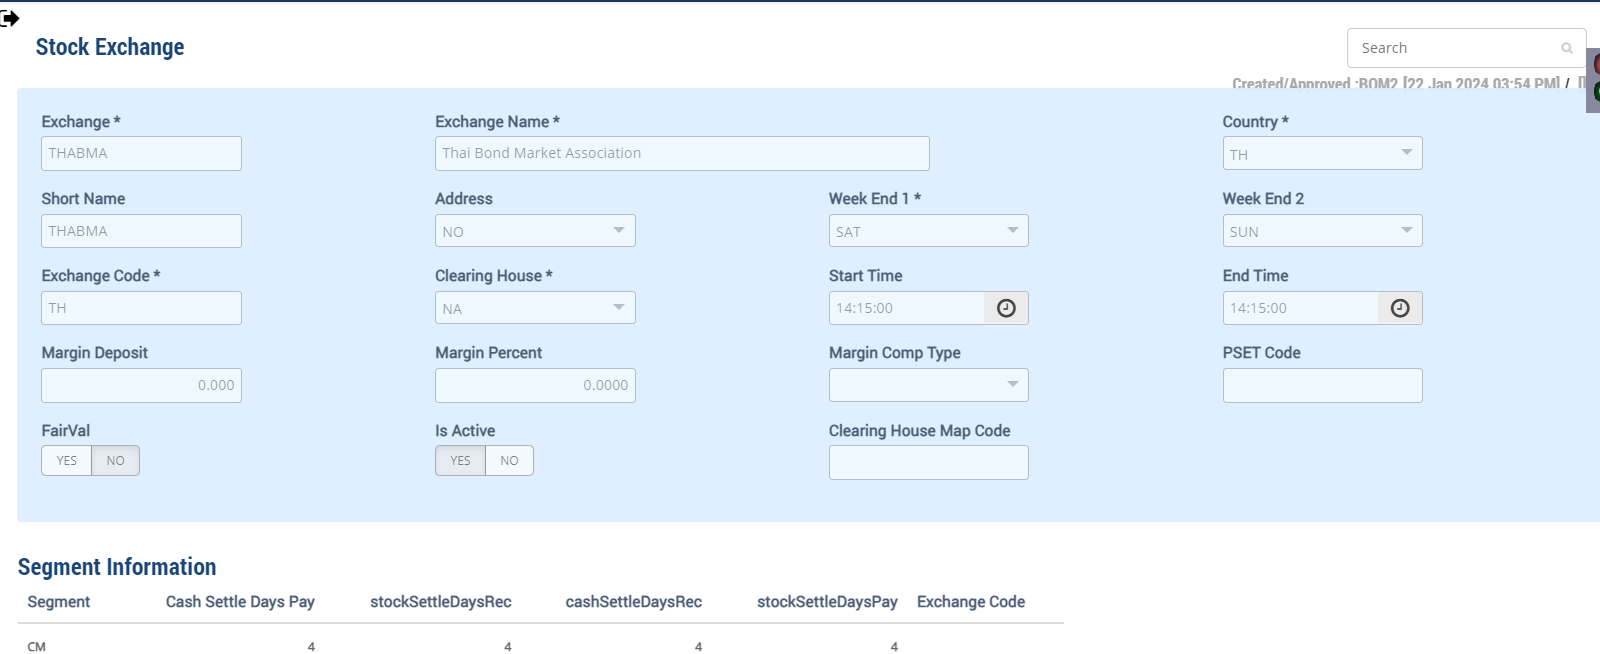 Stock Exchange
Search
Created/Approved :BOM2 [22 Jan 2024 03:54 PM] /
Exchange * Exchange Name * Country *
THABMA Thai Bond Market Association TH
Short Name Address Week End 1 * Week End 2
THABMA NO SAT SUN
Exchange Code * Clearing House * Start Time End Time
TH NA 14:15:00 14:15:00
Margin Deposit Margin Percent Margin Comp Type PSET Code
0.000 0.0000
FairVal Is Active Clearing House Map Code
YES NO YES NO
Segment Information
Segment Cash Settle Days Pay stockSettleDaysRec cashSettleDaysRec stockSettleDaysPay Exchange Code
CM 4 4 4 4